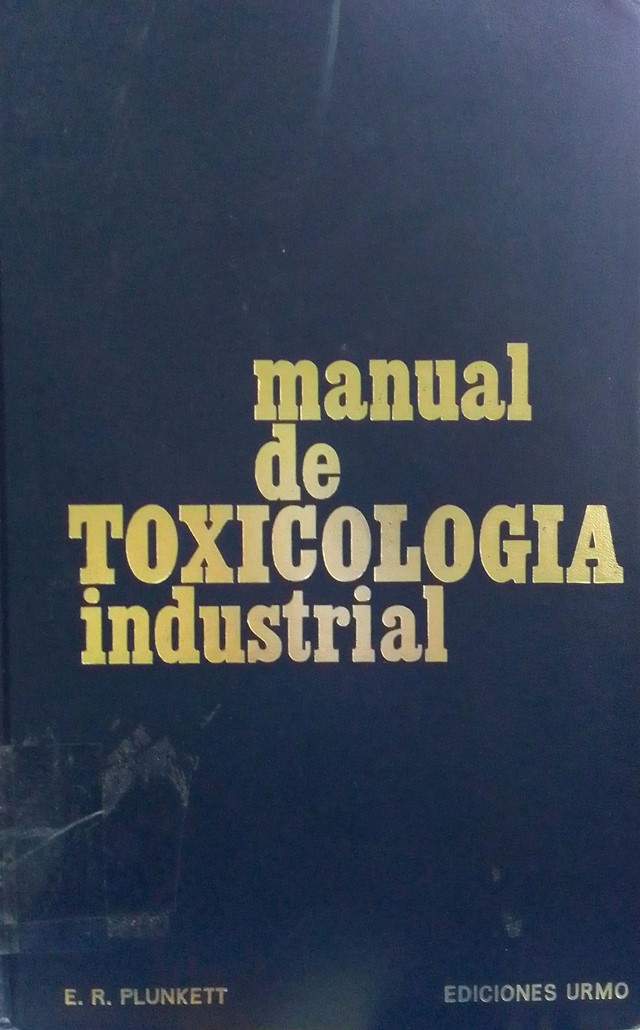 manual
de
TOXICOLOGIA
industrial
E. R. PLUNKETT
EDICIONES URMO